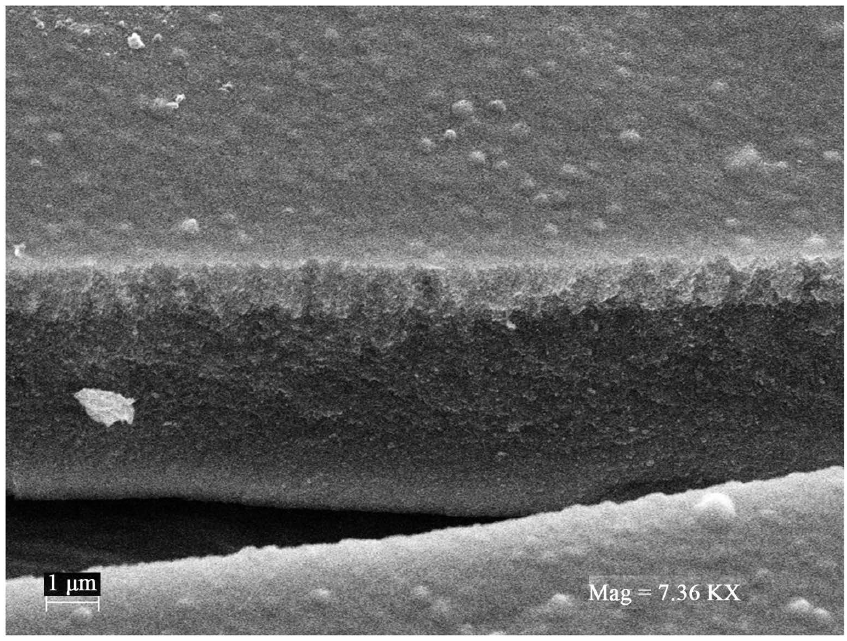 1 μm
Mag = 7.36 KX